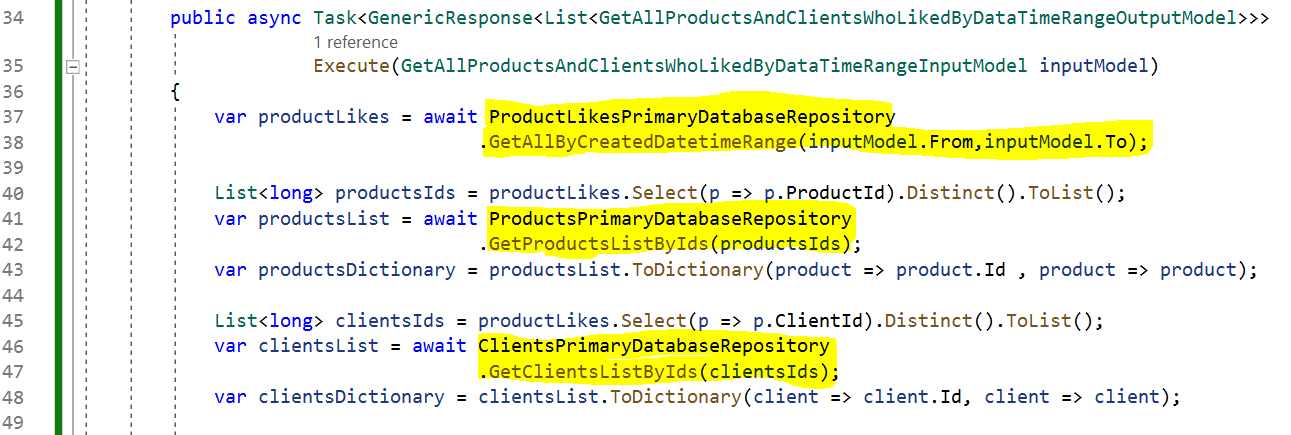 34 public async Task<GenericResponse<List<GetAllProductsAndClientsWhoLikedByDataTimeRangeOutputModel>>>
1 reference
35 Execute(GetAllProductsAndClientsWhoLikedByDataTimeRangeInputModel inputModel)
36 {
37 var productLikes = await ProductLikesPrimaryDatabaseRepository
38 .GetAllByCreatedDatetimeRange(inputModel.From,inputModel.To);
39
40 List<long> productsIds = productLikes.Select(p => p.ProductId).Distinct().ToList();
41 var productsList = await ProductsPrimaryDatabaseRepository
42 .GetProductsListByIds(productsIds);
43 var productsDictionary = productsList.ToDictionary(product => product.Id , product => product);
44
45 List<long> clientsIds = productLikes.Select(p => p.ClientId).Distinct().ToList();
46 var clientsList = await ClientsPrimaryDatabaseRepository
47 .GetClientsListByIds(clientsIds);
48 var clientsDictionary = clientsList.ToDictionary(client => client.Id, client => client);
49